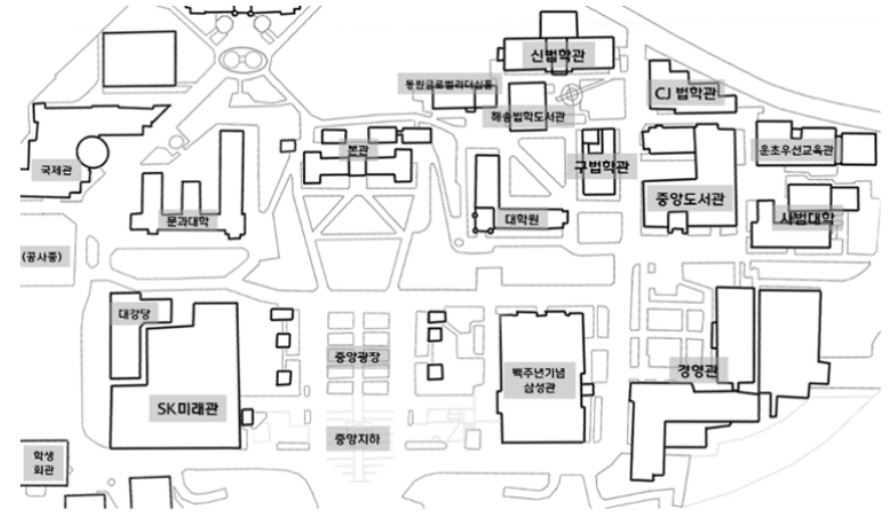 신법학관
동원글로벌리더십홀
CJ 법학관
해송법학도서관
본관
운초우선교육관
국제관
구법학관
중앙도서관
문과대학
대학원
사범대학
(공사중)
대강당
중앙광장
경영관
백주년기념
삼성관
SK미래관
중앙지하
학생
회관